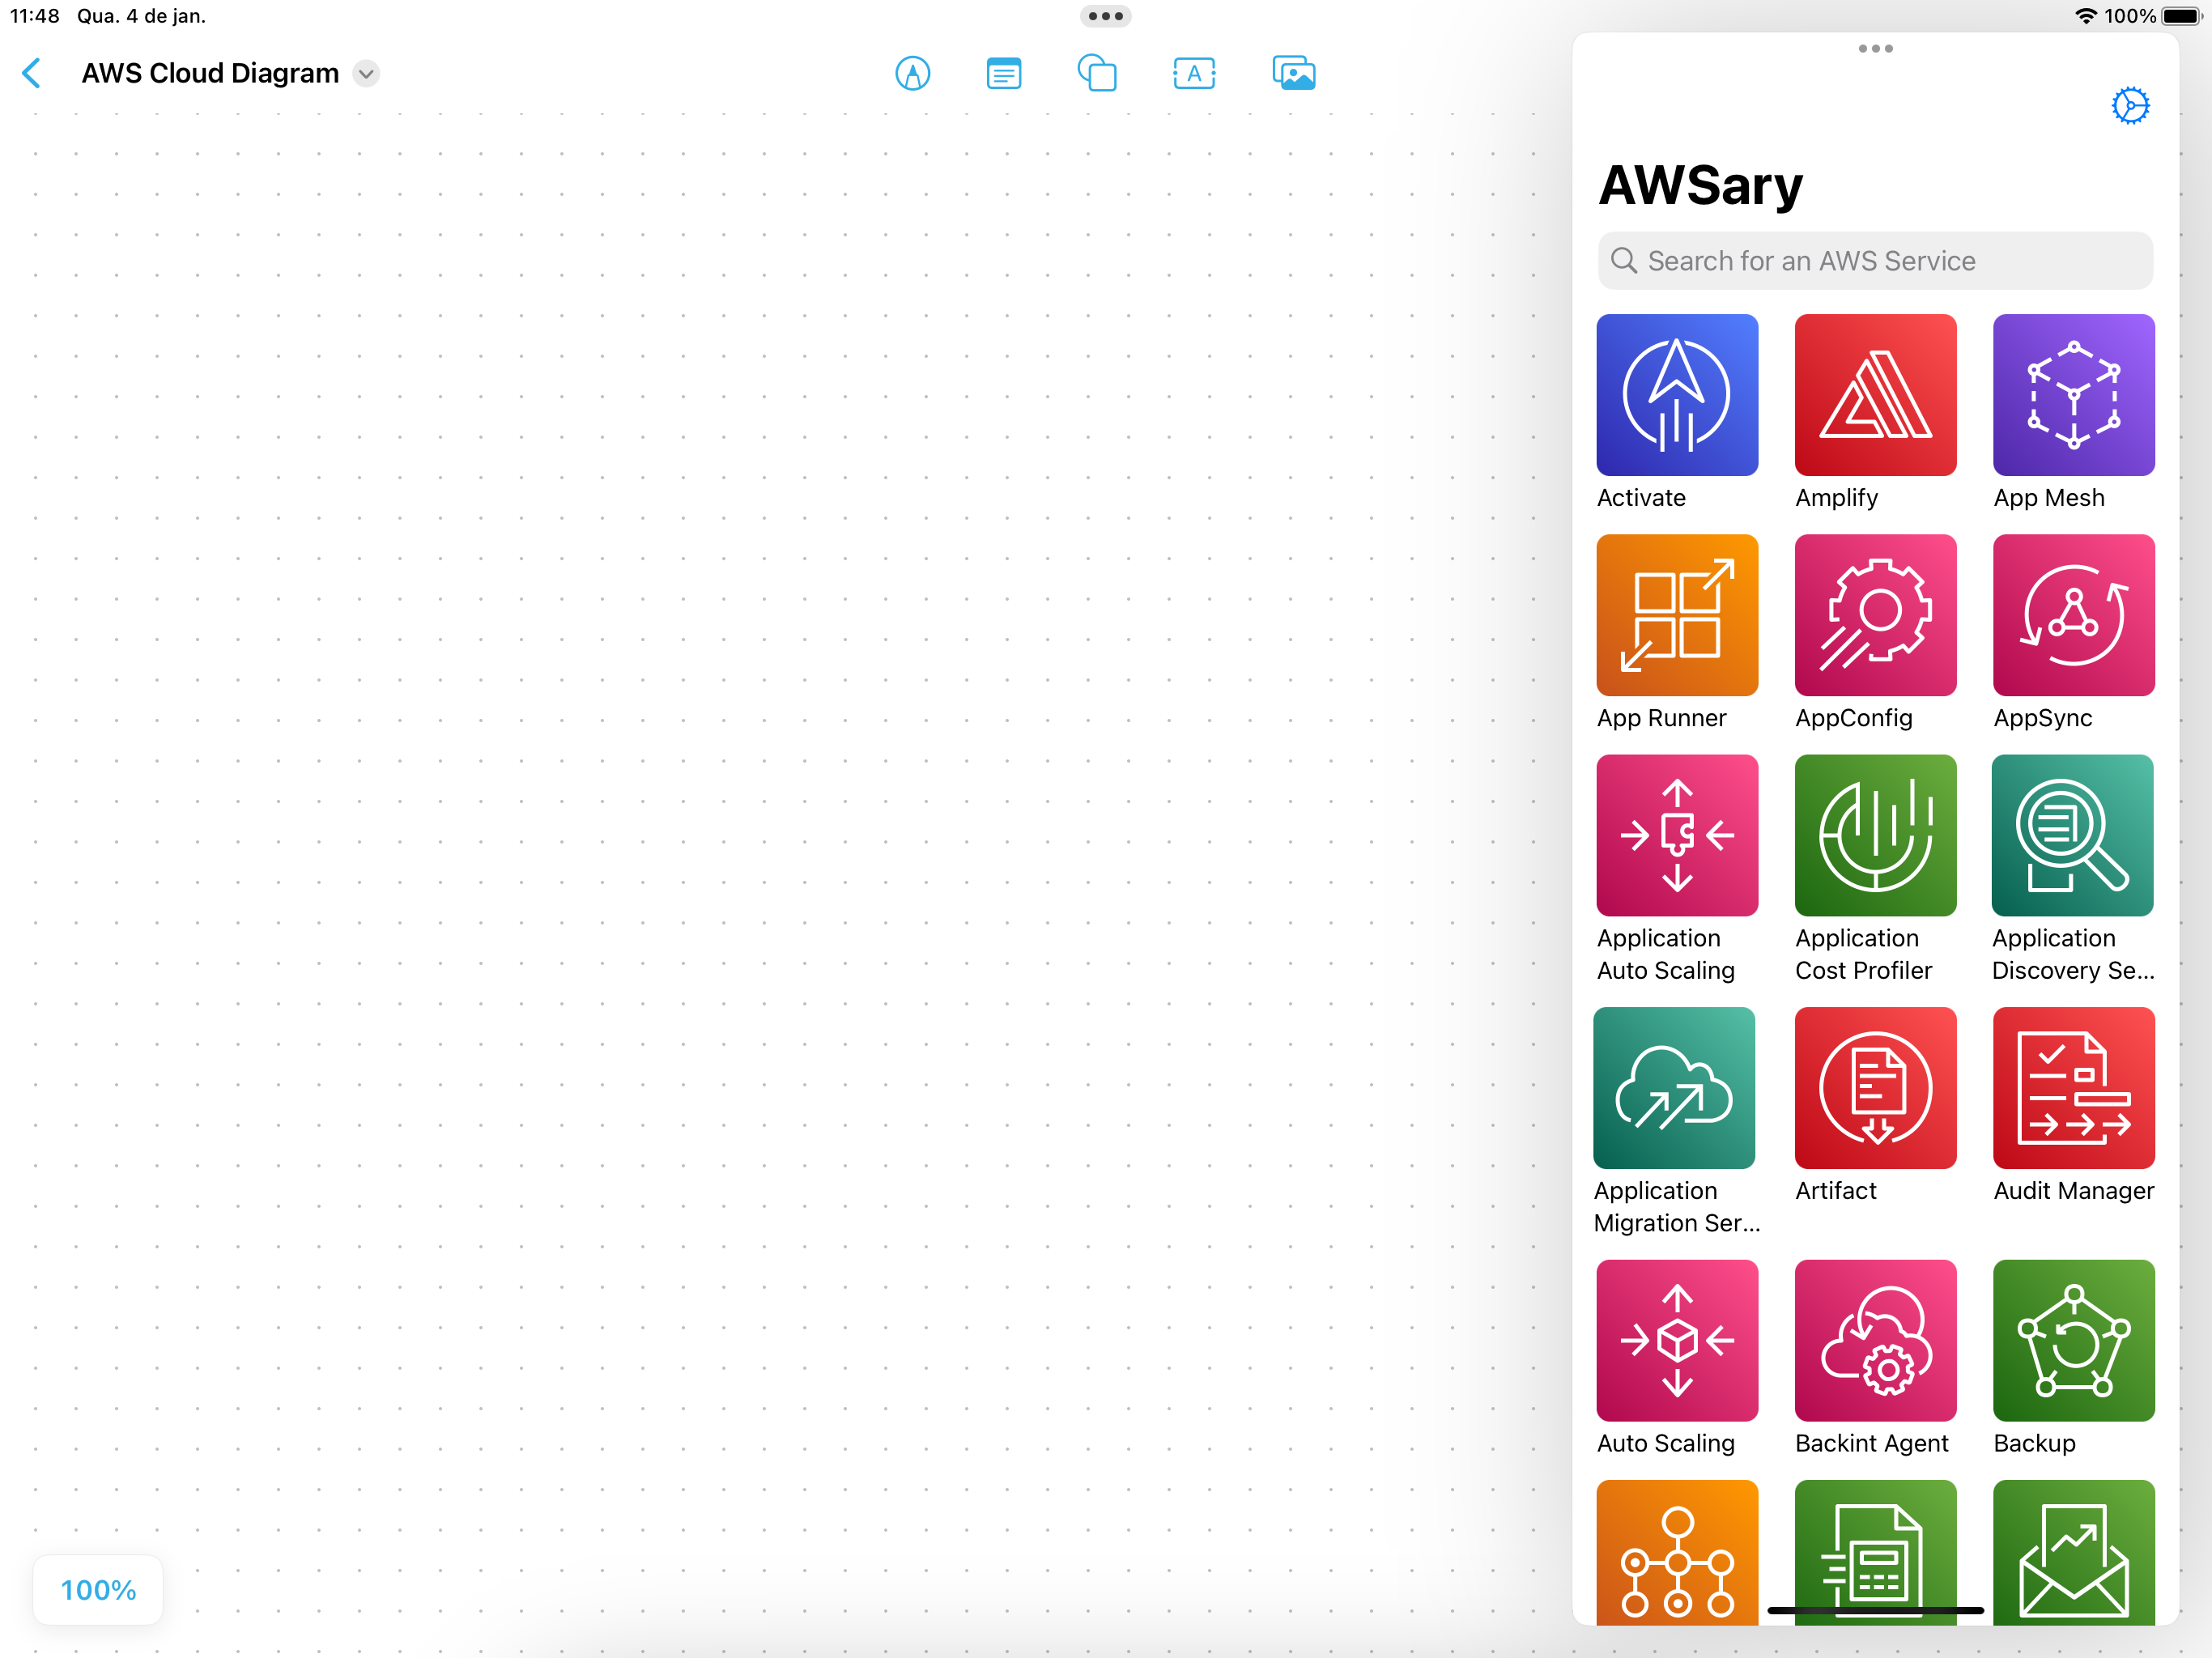 11:48 Qua. 4 de jan.
100%
AWS Cloud Diagram
A
AWSary
Search for an AWS Service
Activate
Amplify
App Mesh
App Runner
AppConfig
AppSync
Application
Auto Scaling
Application
Cost Profiler
Application
Discovery Se...
Application
Migration Ser...
Artifact
Audit Manager
Auto Scaling
Backint Agent
Backup
100%